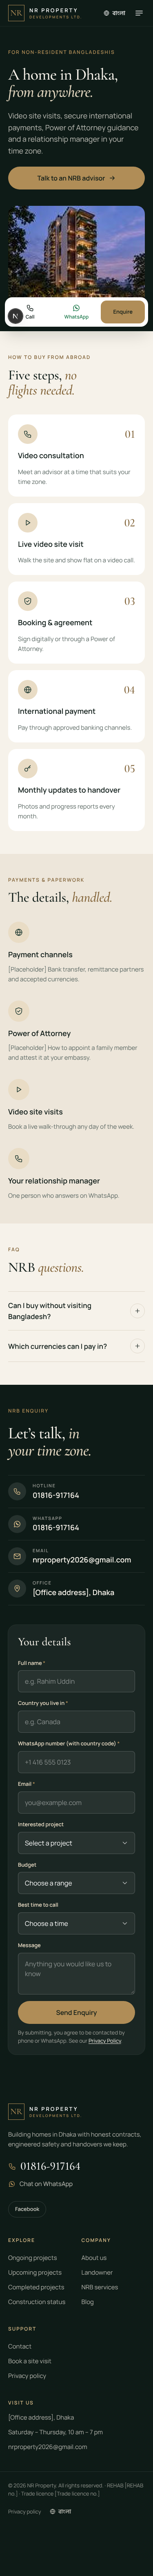 NR NR PROPERTY
DEVELOPMENTS LTD. বাংলা
FOR NON-RESIDENT BANGLADESHIS
A home in Dhaka,
from anywhere.
Video site visits, secure international
payments, Power of Attorney guidance
and a dedicated relationship manager in
your time zone.
Talk to an NRB advisor →
N Call WhatsApp Enquire
HOW TO BUY FROM ABROAD
Five steps, no
flights needed.
01
Video consultation
Meet an advisor at a time that suits your
time zone.
02
Live video site visit
Walk the site and show flat on a video call.
03
Booking & agreement
Sign digitally or through a Power of
Attorney.
04
International payment
Pay through approved banking channels.
05
Monthly updates to handover
Photos and progress reports every
month.
PAYMENTS & PAPERWORK
The details, handled.
Payment channels
[Placeholder] Bank transfer, remittance partners
and accepted currencies.
Power of Attorney
[Placeholder] How to appoint a family member
and attest it at your embassy.
Video site visits
Book a live walk-through any day of the week.
Your relationship manager
One person who answers on WhatsApp.
FAQ
NRB questions.
Can I buy without visiting
Bangladesh? +
Which currencies can I pay in? +
NRB ENQUIRY
Let's talk, in
your time zone.
HOTLINE
01816-917164
WHATSAPP
01816-917164
EMAIL
nrproperty2026@gmail.com
OFFICE
[Office address], Dhaka
Your details
Full name *
e.g. Rahim Uddin
Country you live in *
e.g. Canada
WhatsApp number (with country code) *
+1 416 555 0123
Email *
you@example.com
Interested project
Select a project
Budget
Choose a range
Best time to call
Choose a time
Message
Anything you would like us to
know
Send Enquiry
By submitting, you agree to be contacted by
phone or WhatsApp. See our Privacy Policy.
NR NR PROPERTY
DEVELOPMENTS LTD.
Building homes in Dhaka with honest contracts,
engineered safety and handovers we keep.
01816-917164
Chat on WhatsApp
Facebook
EXPLORE
Ongoing projects
Upcoming projects
Completed projects
Construction status
COMPANY
About us
Landowner
NRB services
Blog
SUPPORT
Contact
Book a site visit
Privacy policy
VISIT US
[Office address], Dhaka
Saturday – Thursday, 10 am – 7 pm
nrproperty2026@gmail.com
© 2026 NR Property. All rights reserved. · REHAB [REHAB
no.] · Trade licence [Trade licence no.]
Privacy policy বাংলা